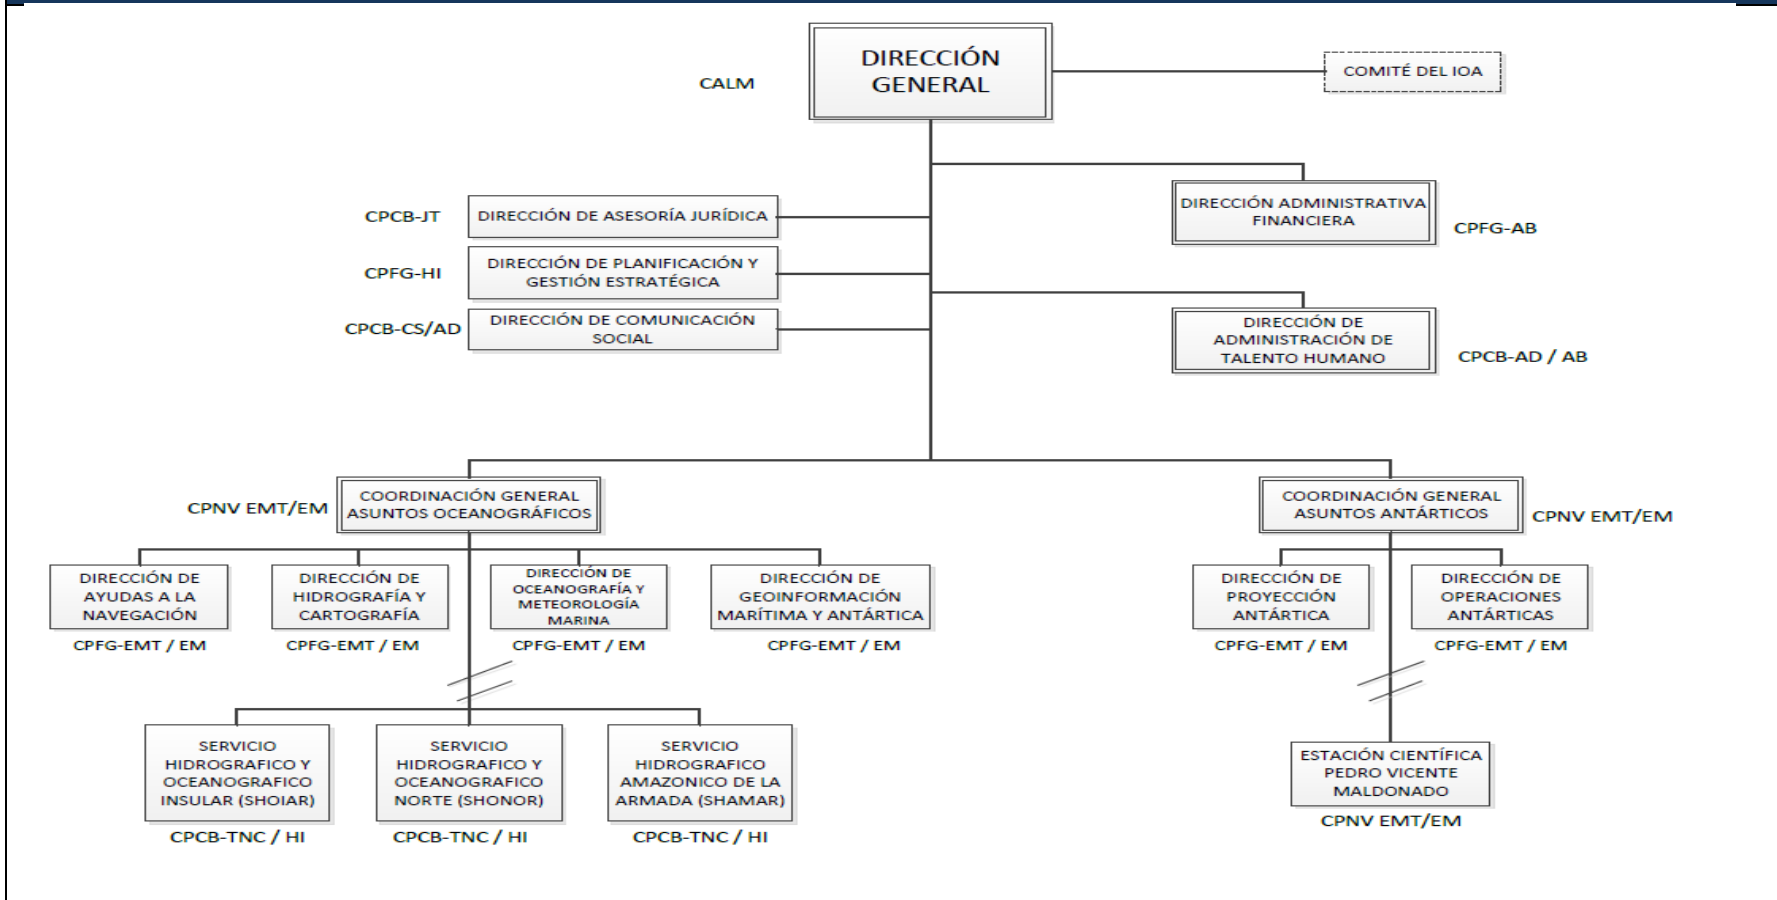 DIRECCIÓN
GENERAL
CALM
COMITÉ DEL IOA
CPCB-JT
DIRECCIÓN DE ASESORÍA JURÍDICA
DIRECCIÓN ADMINISTRATIVA
FINANCIERA
CPFG-AB
CPFG-HI
DIRECCIÓN DE PLANIFICACIÓN Y
GESTIÓN ESTRATÉGICA
CPCB-CS/AD
DIRECCIÓN DE COMUNICACIÓN
SOCIAL
DIRECCIÓN DE
ADMINISTRACIÓN DE
TALENTO HUMANO
CPCB-AD / AB
CPNV EMT/EM
COORDINACIÓN GENERAL
ASUNTOS OCEANOGRÁFICOS
COORDINACIÓN GENERAL
ASUNTOS ANTÁRTICOS
CPNV EMT/EM
DIRECCIÓN DE
AYUDAS A LA
NAVEGACIÓN
CPFG-EMT / EM
DIRECCIÓN DE
HIDROGRAFÍA Y
CARTOGRAFÍA
CPFG-EMT / EM
DIRECCIÓN DE
OCEANOGRAFÍA Y
METEOROLOGÍA
MARINA
CPFG-EMT / EM
DIRECCIÓN DE
GEOINFORMACIÓN
MARÍTIMA Y ANTÁRTICA
CPFG-EMT / EM
DIRECCIÓN DE
PROYECCIÓN
ANTÁRTICA
CPFG-EMT / EM
DIRECCIÓN DE
OPERACIONES
ANTÁRTICAS
CPFG-EMT / EM
SERVICIO
HIDROGRAFICO Y
OCEANOGRAFICO
INSULAR (SHOIAR)
CPCB-TNC / HI
SERVICIO
HIDROGRAFICO Y
OCEANOGRAFICO
NORTE (SHONOR)
CPCB-TNC / HI
SERVICIO
HIDROGRAFICO
AMAZONICO DE LA
ARMADA (SHAMAR)
CPCB-TNC / HI
ESTACIÓN CIENTÍFICA
PEDRO VICENTE
MALDONADO
CPNV EMT/EM